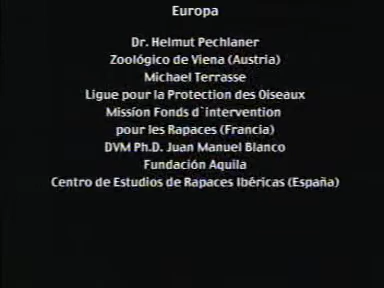 Europa
Dr. Helmut Pechlaner
Zoológico de Viena (Austria)
Michael Terrasse
Ligue pour la Protection des Oiseaux
Mission Fonds d`intervention
pour les Rapaces (Francia)
DVM Ph.D. Juan Manuel Blanco
Fundación Aquila
Centro de Estudios de Rapaces Ibéricas (España)